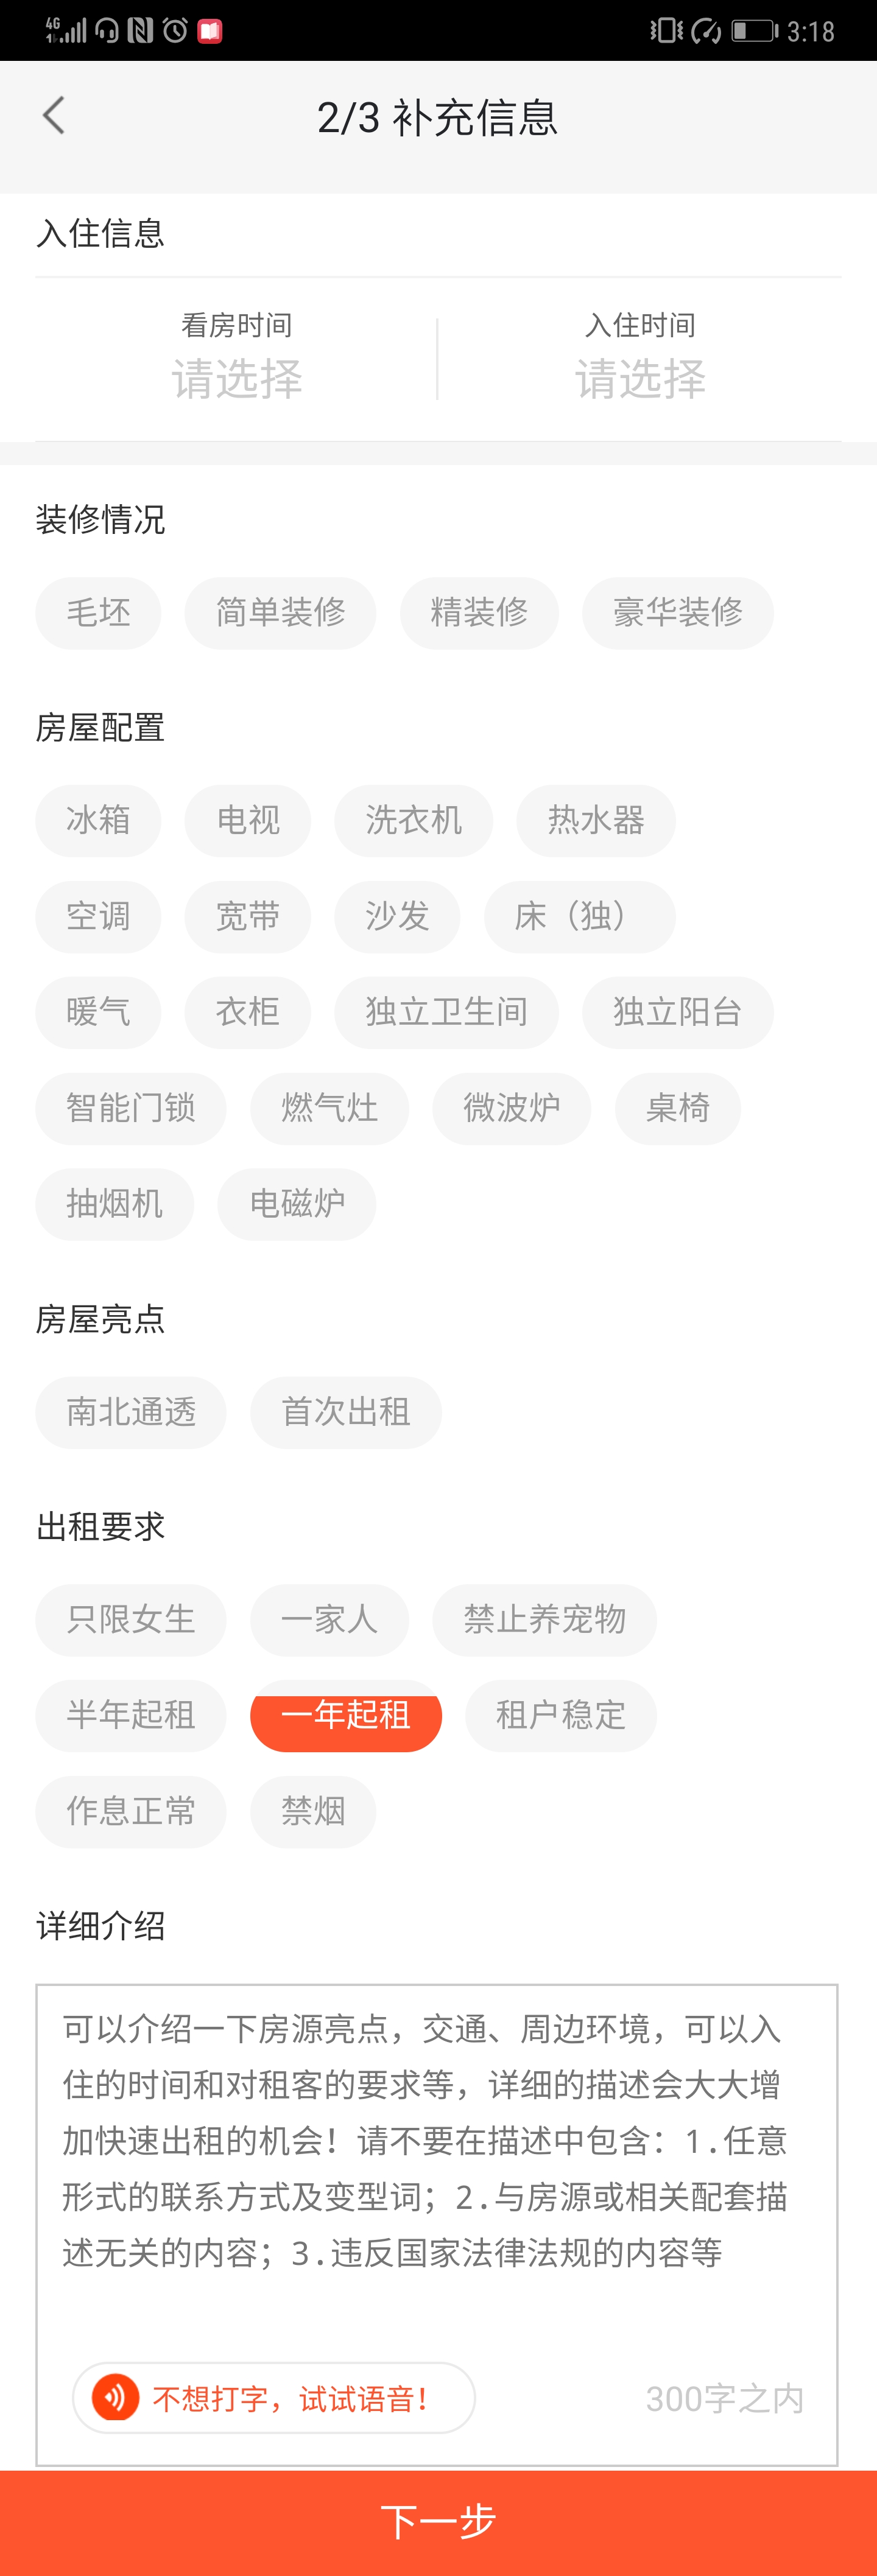 4G
3:18
2/3 补充信息
入住信息
看房时间 入住时间
请选择 请选择
装修情况
毛坯 简单装修 精装修 豪华装修
房屋配置
冰箱 电视 洗衣机 热水器
空调 宽带 沙发 床（独）
暖气 衣柜 独立卫生间 独立阳台
智能门锁 燃气灶 微波炉 桌椅
抽烟机 电磁炉
房屋亮点
南北通透 首次出租
出租要求
只限女生 一家人 禁止养宠物
半年起租 一年起租 租户稳定
作息正常 禁烟
详细介绍
可以介绍一下房源亮点，交通、周边环境，可以入
住的时间和对租客的要求等，详细的描述会大大增
加快速出租的机会！请不要在描述中包含：1.任意
形式的联系方式及变型词；2.与房源或相关配套描
述无关的内容；3.违反国家法律法规的内容等
不想打字，试试语音！ 300字之内
下一步